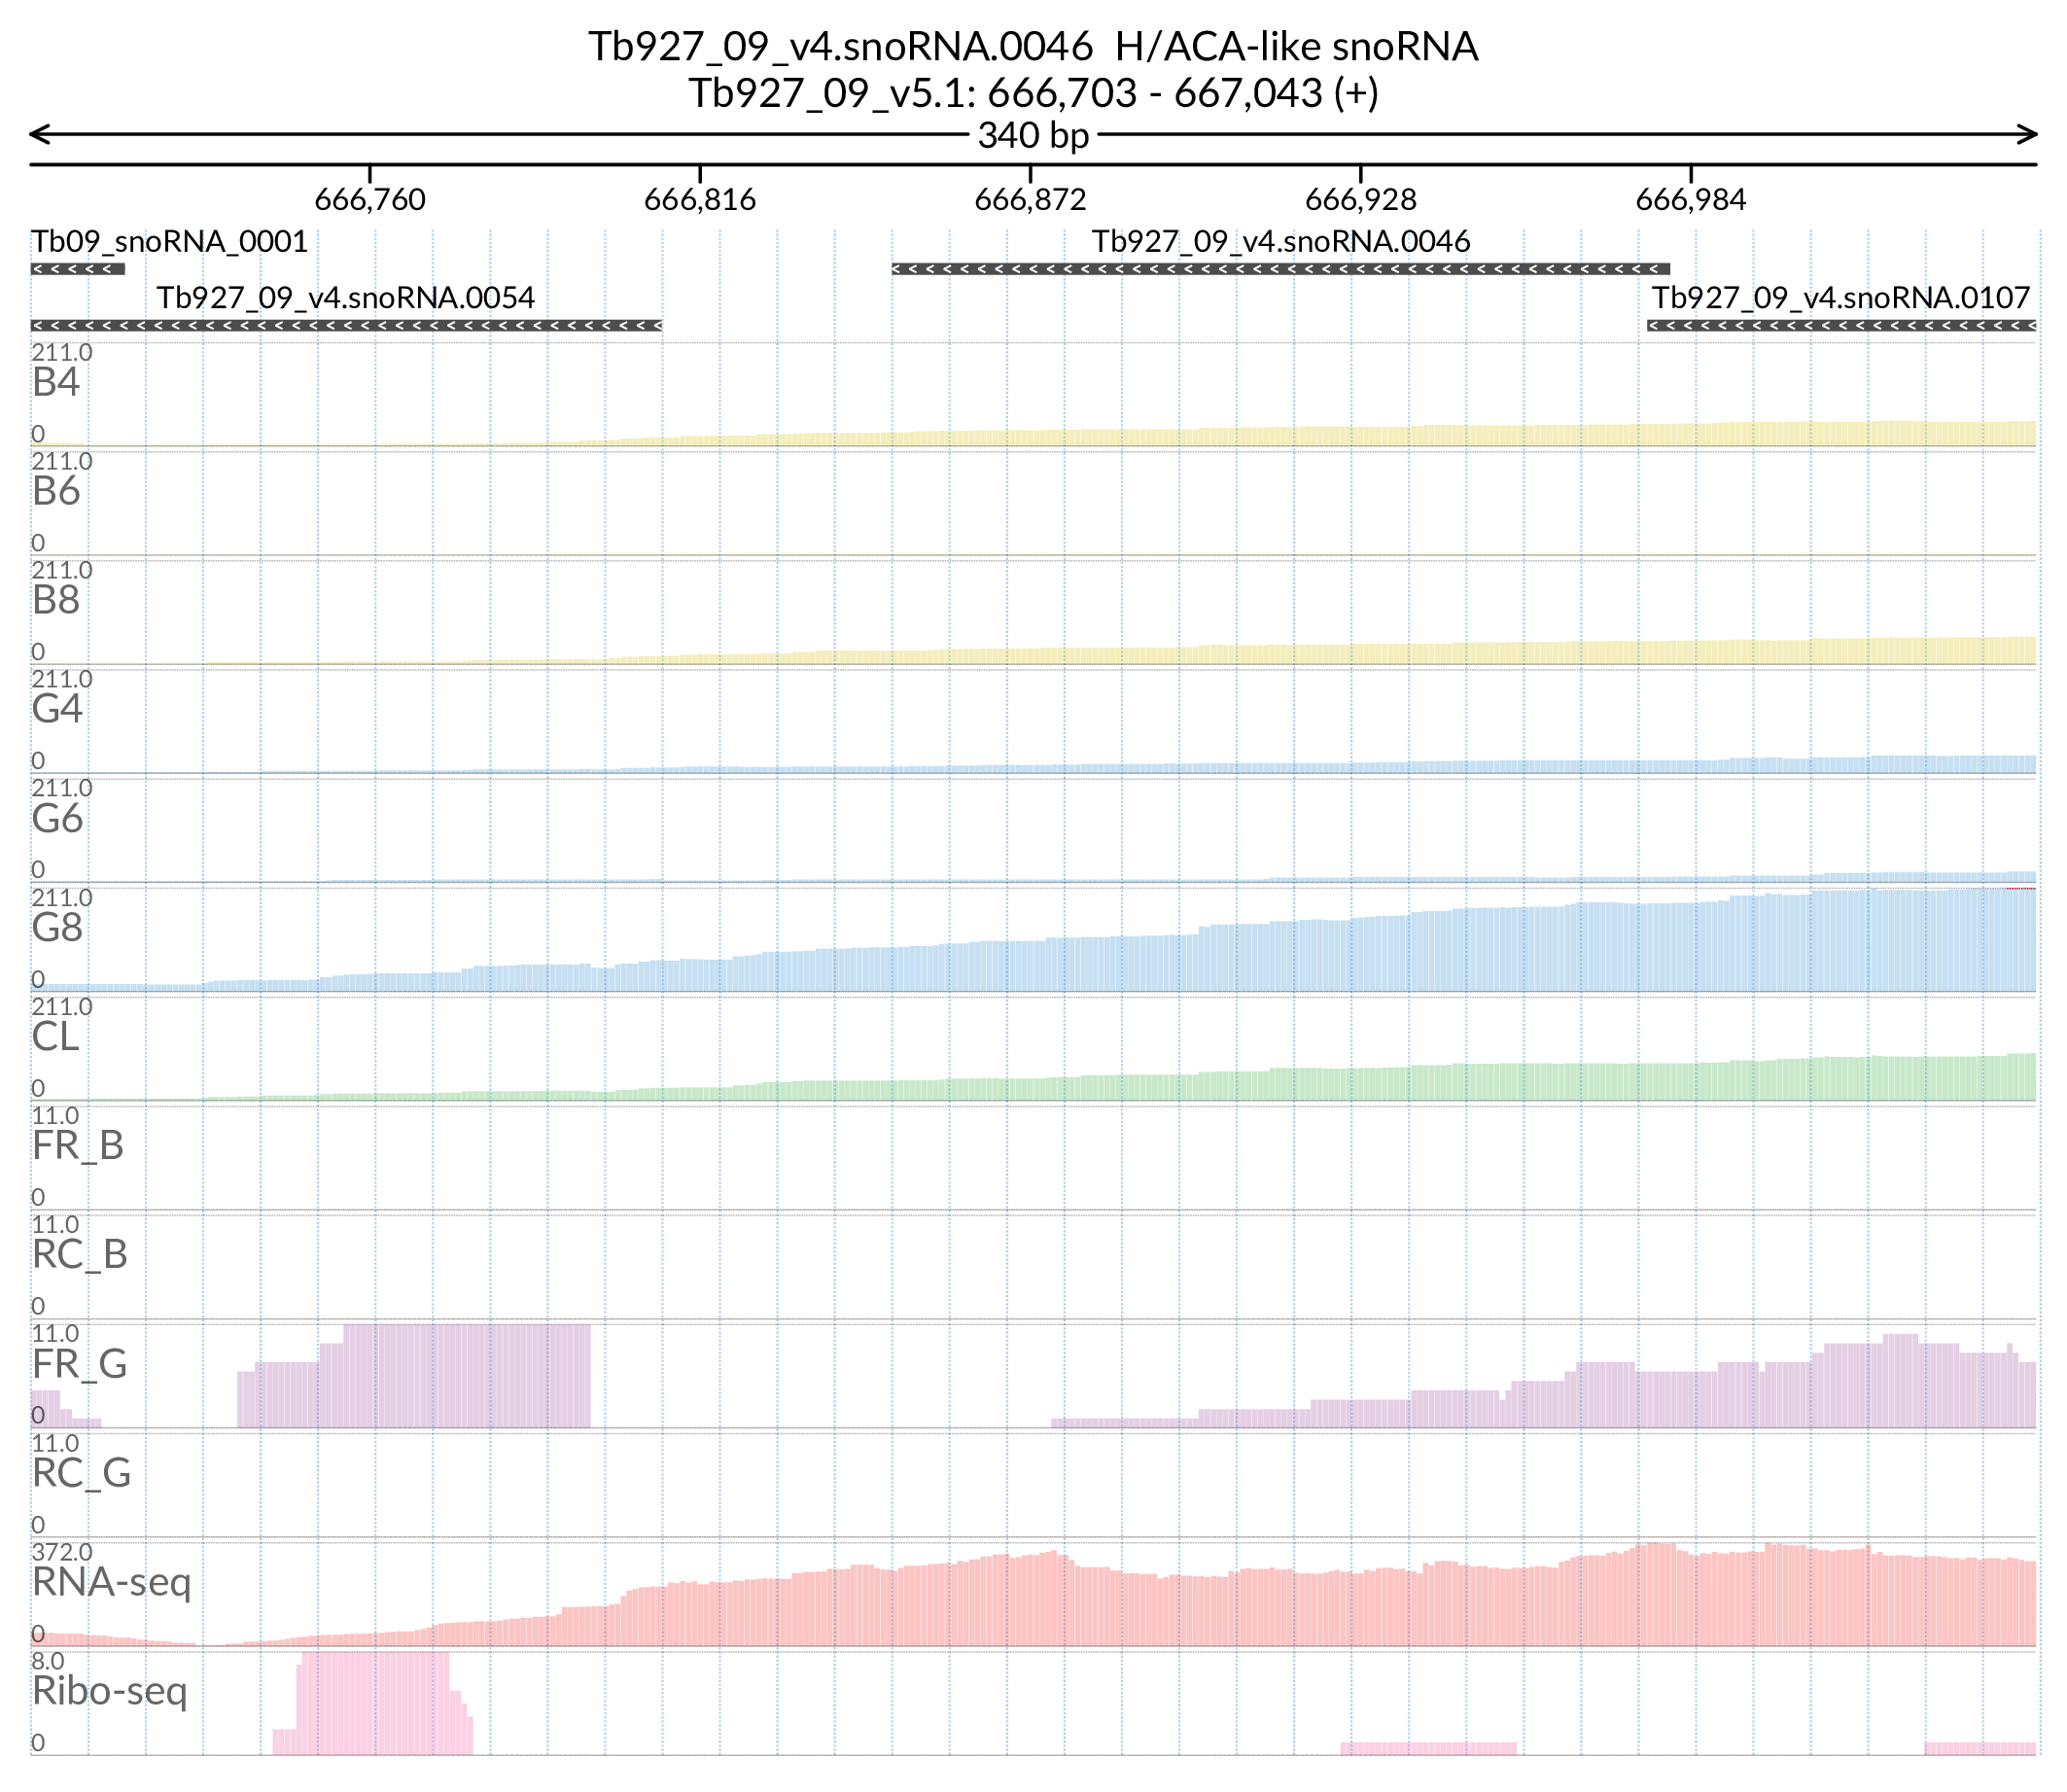 Tb927_09_v4.snoRNA.0046 H/ACA-like snoRNA
Tb927_09_v5.1: 666,703 - 667,043 (+)
340 bp
666,760 666,816 666,872 666,928 666,984
Tb09_snoRNA_0001 Tb927_09_v4.snoRNA.0046
Tb927_09_v4.snoRNA.0054 Tb927_09_v4.snoRNA.0107
211.0
B4
0
211.0
B6
0
211.0
B8
0
211.0
G4
0
211.0
G6
0
211.0
G8
0
211.0
CL
0
11.0
FR_B
0
11.0
RC_B
0
11.0
FR_G
0
11.0
RC_G
0
372.0
RNA-seq
0
8.0
Ribo-seq
0